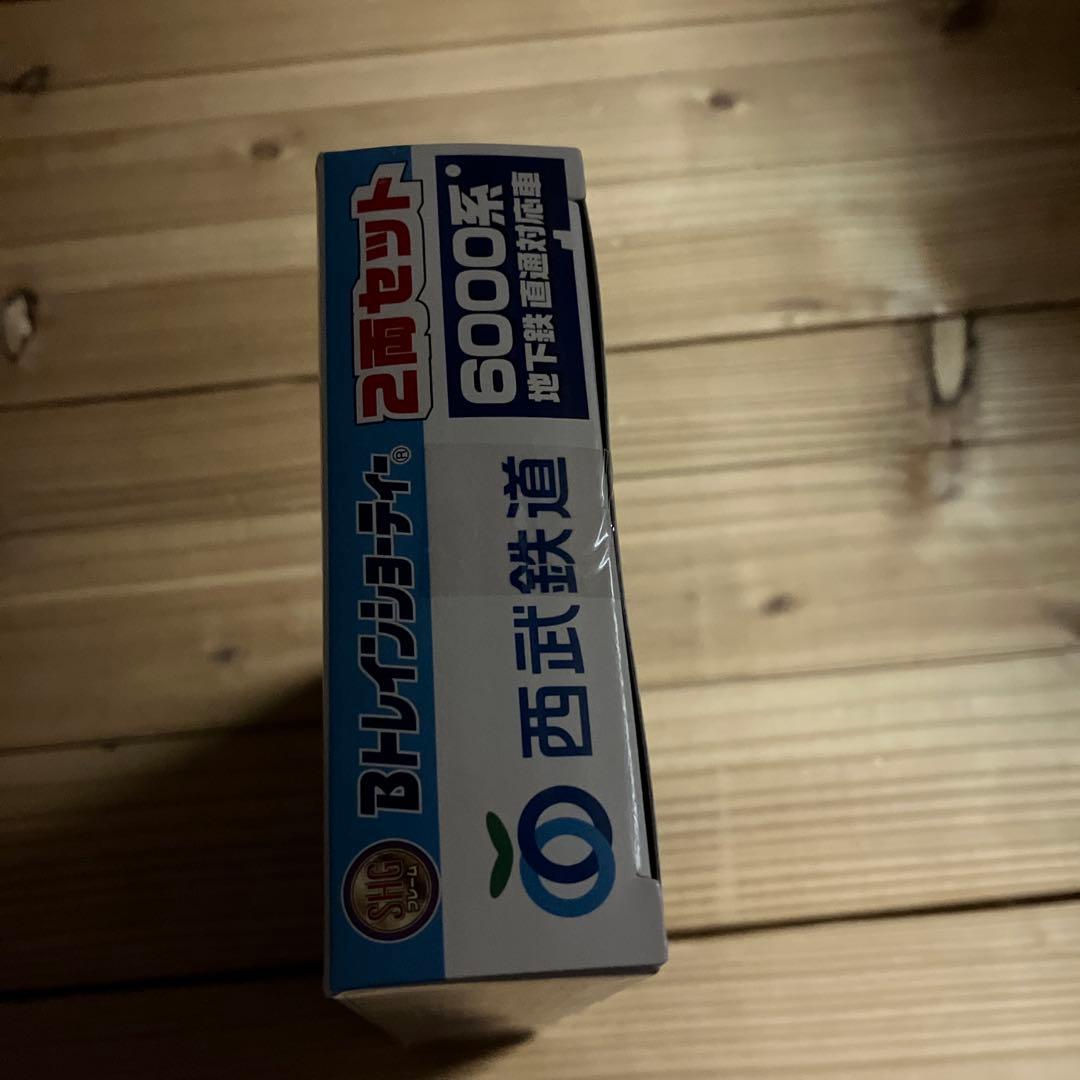 SHG
フレーム
Bトレインショーティー®
2両セット
西武鉄道
6000系
地下鉄 直通対応車